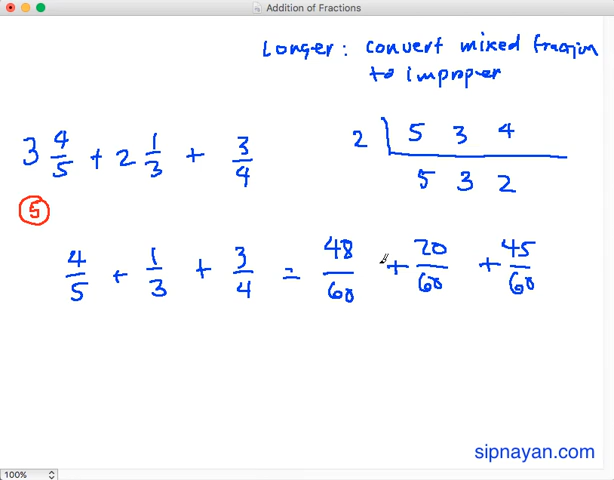 Addition of Fractions
Longer: convert mixed fraction
to improper
3 4/5 + 2 1/3 + 3/4
2 | 5 3 4
5 3 2
5
4/5 + 1/3 + 3/4 = 48/60 + 20/60 + 45/60
sipnayan.com
100%